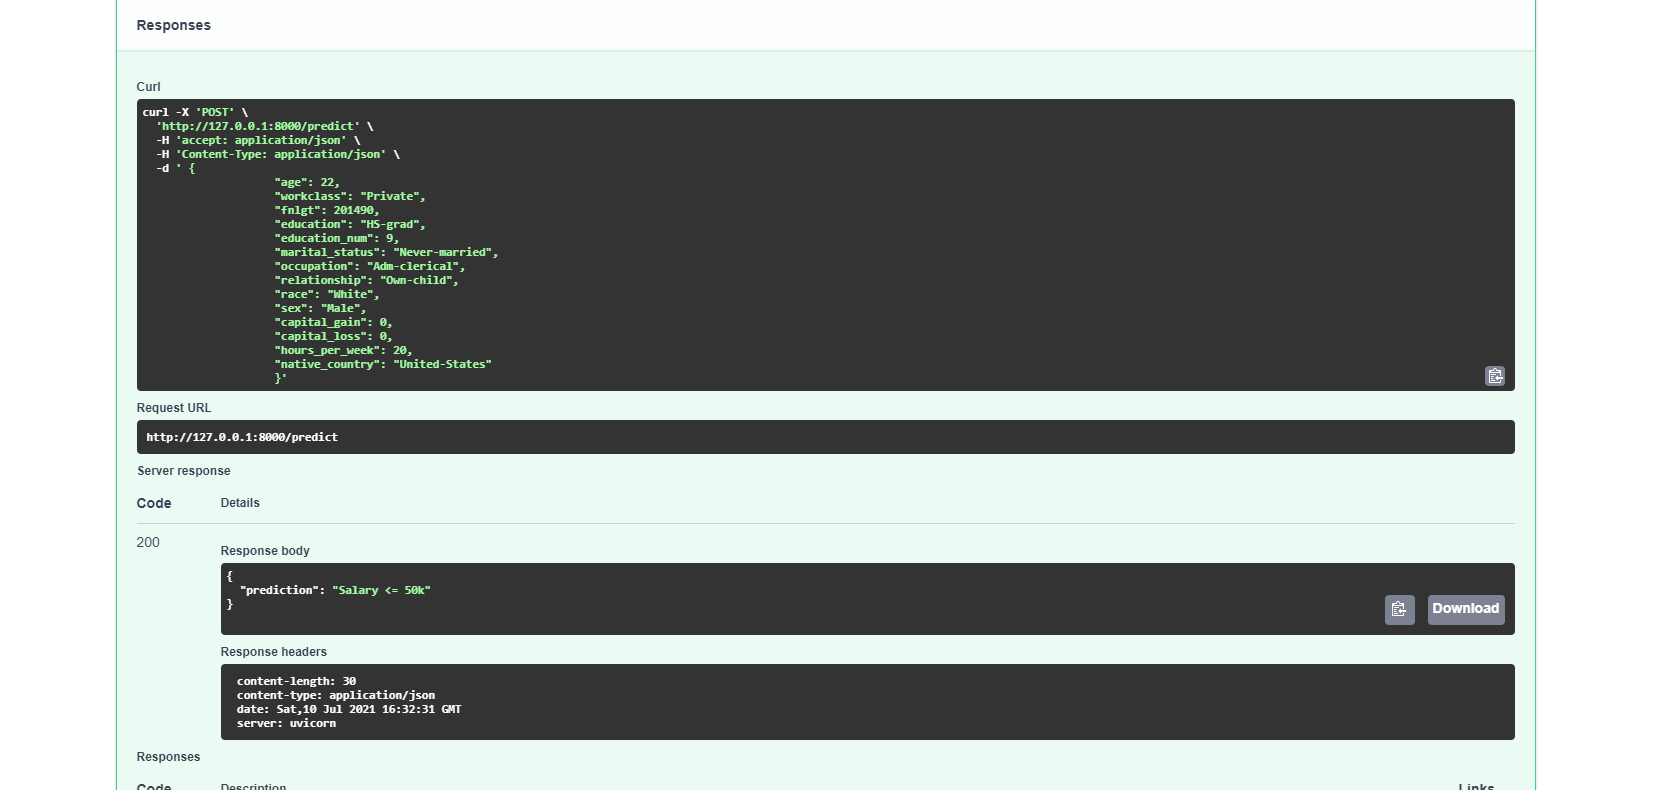 Responses
Curl
curl -X 'POST' \
'http://127.0.0.1:8000/predict' \
-H 'accept: application/json' \
-H 'Content-Type: application/json' \
-d ' {
"age": 22,
"workclass": "Private",
"fnlgt": 201490,
"education": "HS-grad",
"education_num": 9,
"marital_status": "Never-married",
"occupation": "Adm-clerical",
"relationship": "Own-child",
"race": "White",
"sex": "Male",
"capital_gain": 0,
"capital_loss": 0,
"hours_per_week": 20,
"native_country": "United-States"
}'
Request URL
http://127.0.0.1:8000/predict
Server response
Code Details
200
Response body
{
"prediction": "Salary <= 50k"
}
Download
Response headers
content-length: 30
content-type: application/json
date: Sat,10 Jul 2021 16:32:31 GMT
server: uvicorn
Responses
Code Description Links